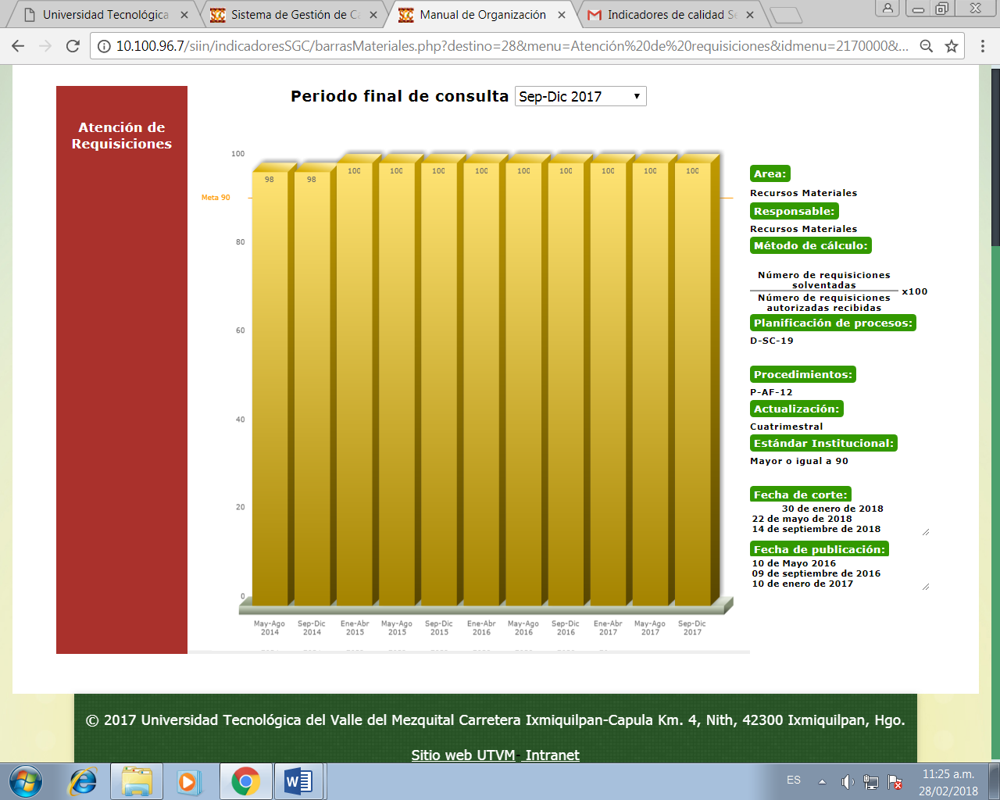 Universidad Tecnológica
Sistema de Gestión de Ca
Manual de Organización
Indicadores de calidad Se
10.100.96.7/siin/indicadoresSGC/barrasMateriales.php?destino=28&menu=Atención%20de%20requisiciones&idmenu=2170000&...
Periodo final de consulta Sep-Dic 2017
Atención de
Requisiciones
100
Meta 90
80
60
40
20
0
98 98 100 100 100 100 100 100 100 100 100
May-Ago 2014
Sep-Dic 2014
Ene-Abr 2015
May-Ago 2015
Sep-Dic 2015
Ene-Abr 2016
May-Ago 2016
Sep-Dic 2016
Ene-Abr 2017
May-Ago 2017
Sep-Dic 2017
Area:
Recursos Materiales
Responsable:
Recursos Materiales
Método de cálculo:
Número de requisiciones
solventadas
x100
Número de requisiciones
autorizadas recibidas
Planificación de procesos:
D-SC-19
Procedimientos:
P-AF-12
Actualización:
Cuatrimestral
Estándar Institucional:
Mayor o igual a 90
Fecha de corte:
30 de enero de 2018
22 de mayo de 2018
14 de septiembre de 2018
Fecha de publicación:
10 de Mayo 2016
09 de septiembre de 2016
10 de enero de 2017
© 2017 Universidad Tecnológica del Valle del Mezquital Carretera Ixmiquilpan-Capula Km. 4, Nith, 42300 Ixmiquilpan, Hgo.
Sitio web UTVM- Intranet
ES
11:25 a.m.
28/02/2018